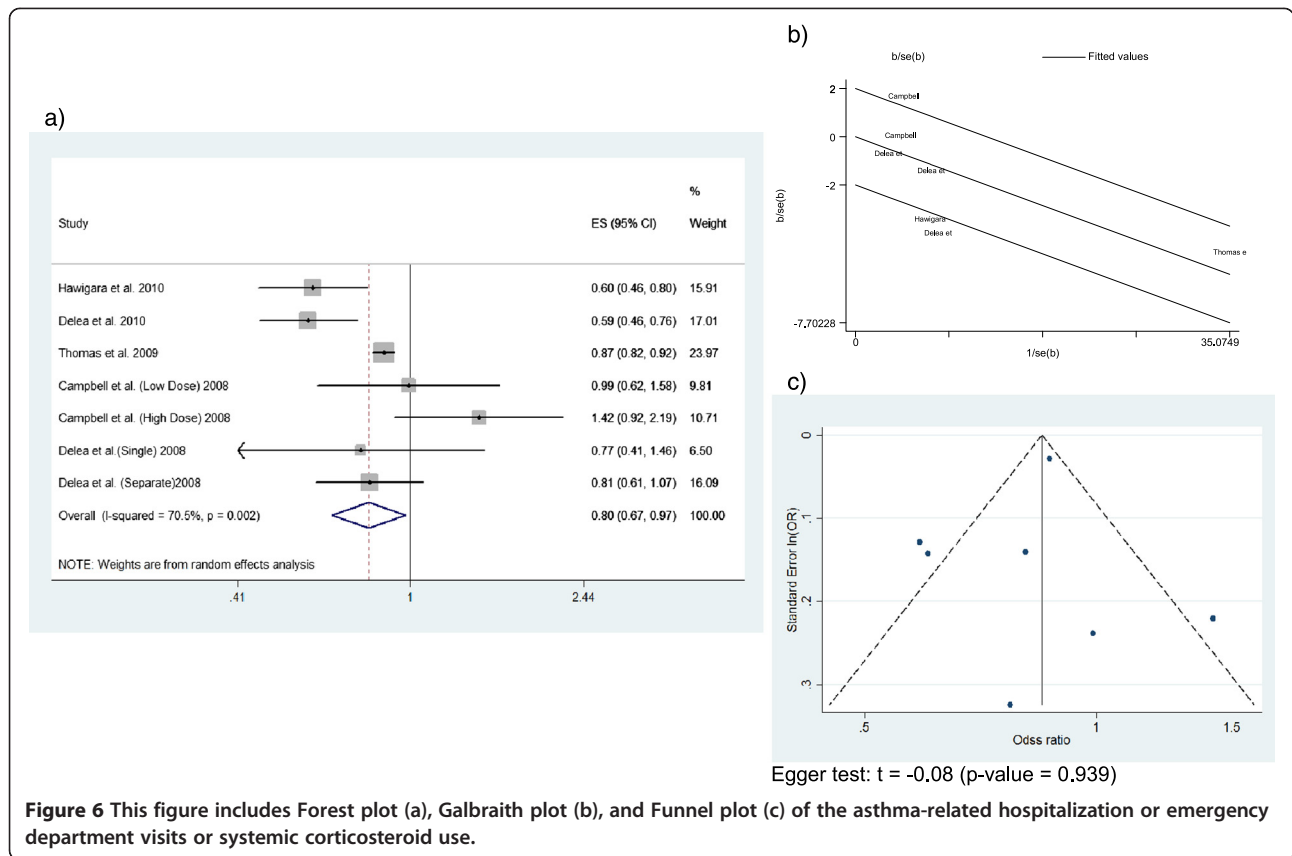 a)
%
Study ES (95% CI) Weight
Hawigara et al. 2010 0.60 (0.46, 0.80) 15.91
Delea et al. 2010 0.59 (0.46, 0.76) 17.01
Thomas et al. 2009 0.87 (0.82, 0.92) 23.97
Campbell et al. (Low Dose) 2008 0.99 (0.62, 1.58) 9.81
Campbell et al. (High Dose) 2008 1.42 (0.92, 2.19) 10.71
Delea et al.(Single) 2008 0.77 (0.41, 1.46) 6.50
Delea et al. (Separate)2008 0.81 (0.61, 1.07) 16.09
Overall (I-squared = 70.5%, p = 0.002) 0.80 (0.67, 0.97) 100.00
NOTE: Weights are from random effects analysis
.41 1 2.44
b)
b/se(b) Fitted values
b/se(b)
2
0
-2
-7.70228
Campbell
Campbell
Delea et
Delea et
Hawigara
Delea et
Thomas e
0 35.0749
1/se(b)
c)
Standard Error ln(OR)
0
.1
.2
.3
.5 1 1.5
Odss ratio
Egger test: t = -0.08 (p-value = 0.939)
Figure 6 This figure includes Forest plot (a), Galbraith plot (b), and Funnel plot (c) of the asthma-related hospitalization or emergency
department visits or systemic corticosteroid use.